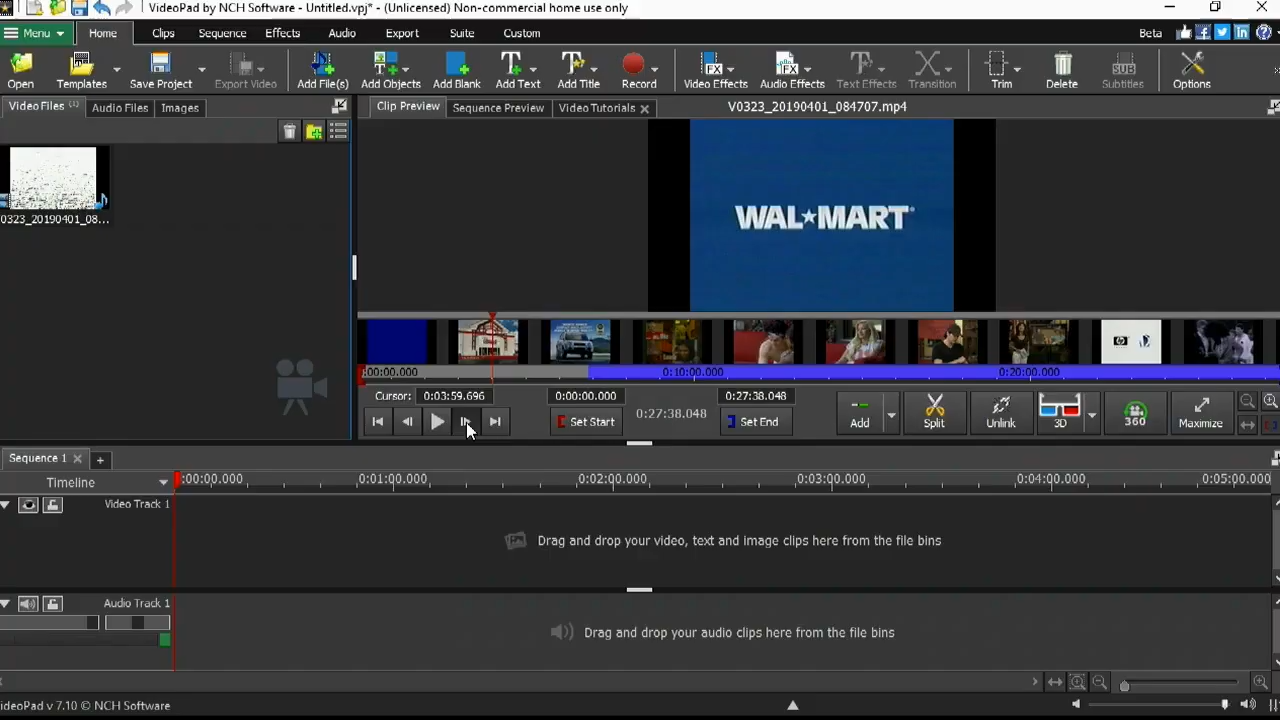 VideoPad by NCH Software - Untitled.vpj* - (Unlicensed) Non-commercial home use only
Menu Home Clips Sequence Effects Audio Export Suite Custom Beta
Open Templates Save Project Export Video Add File(s) Add Objects Add Blank Add Text Add Title Record Video Effects Audio Effects Text Effects Transition Trim Delete Subtitles Options
Video Files (1) Audio Files Images
Clip Preview Sequence Preview Video Tutorials V0323_20190401_084707.mp4
WAL★MART
0323_20190401_08...
:00:00.000 0:10:00.000 0:20:00.000
Cursor: 0:03:59.696 0:00:00.000 0:27:38.048
Set Start 0:27:38.048 Set End Add Split Unlink 3D 360 Maximize
Sequence 1
Timeline :00:00.000 0:01:00.000 0:02:00.000 0:03:00.000 0:04:00.000 0:05:00.000
Video Track 1
Drag and drop your video, text and image clips here from the file bins
Audio Track 1
Drag and drop your audio clips here from the file bins
ideoPad v 7.10 © NCH Software